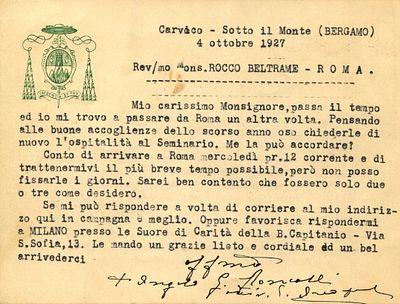 Carvico - Sotto il Monte (BERGAMO)
4 ottobre 1927
Rev/mo Mons.ROCCO BELTRAME - ROMA.
Mio carissimo Monsignore,passa il tempo
ed io mi trovo a passare da Roma un altra volta. Pensando
alle buone accoglienze dello scorso anno oso chiederle di
nuovo l'ospitalità al Seminario. Me la può accordare?
Conto di arrivare a Roma mercoledì pr.12 corrente e di
trattenermivi il più breve tempo possibile,però non posso
fissarle i giorni. Sarei ben contento che fossero solo due
o tre come desidero.
Se mi può rispondere a volta di corriere al mio indiriz-
zo qui in campagna è meglio. Oppure favorisca rispondermi
a MILANO presso le Suore di Carità della B.Capitanio - Via
S.Sofia,13. Le mando un grazie lieto e cordiale ed un bel
arrivederci
affmo
+ Angelo G. Roncalli